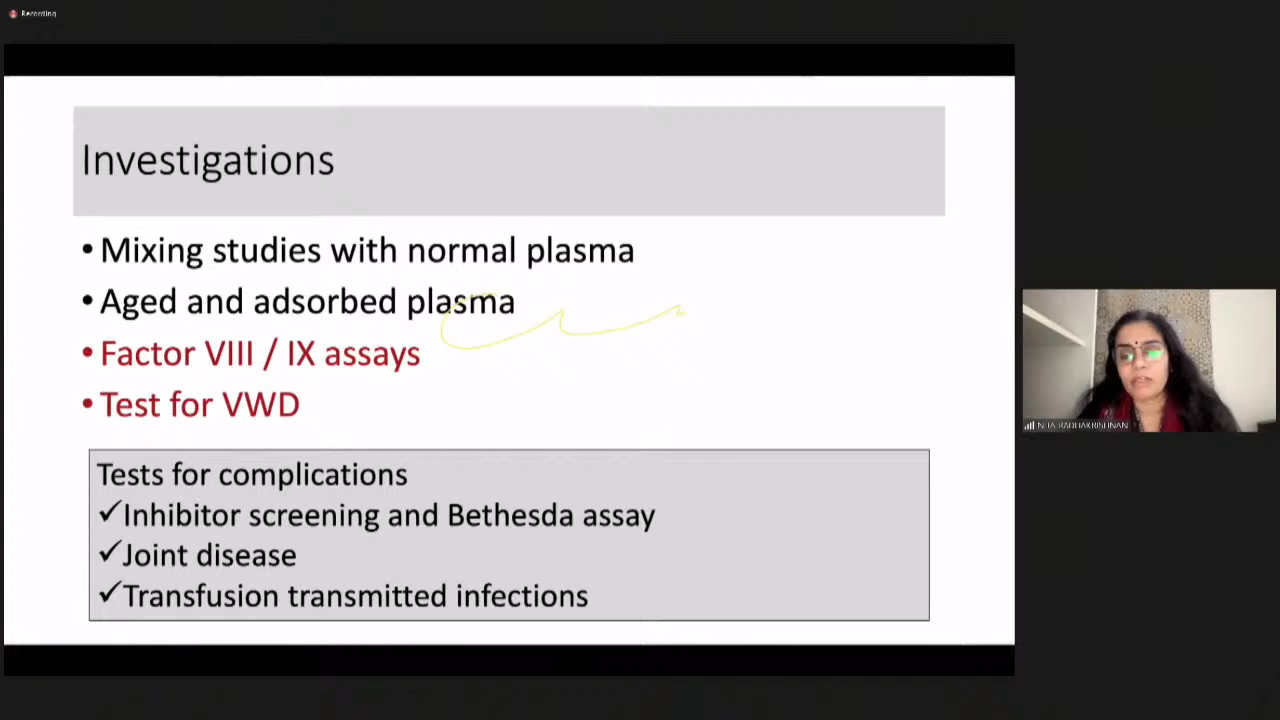 Recording
Investigations
• Mixing studies with normal plasma
• Aged and adsorbed plasma
• Factor VIII / IX assays
• Test for VWD
Tests for complications
✓Inhibitor screening and Bethesda assay
✓Joint disease
✓Transfusion transmitted infections
RADHAKRISHNAN